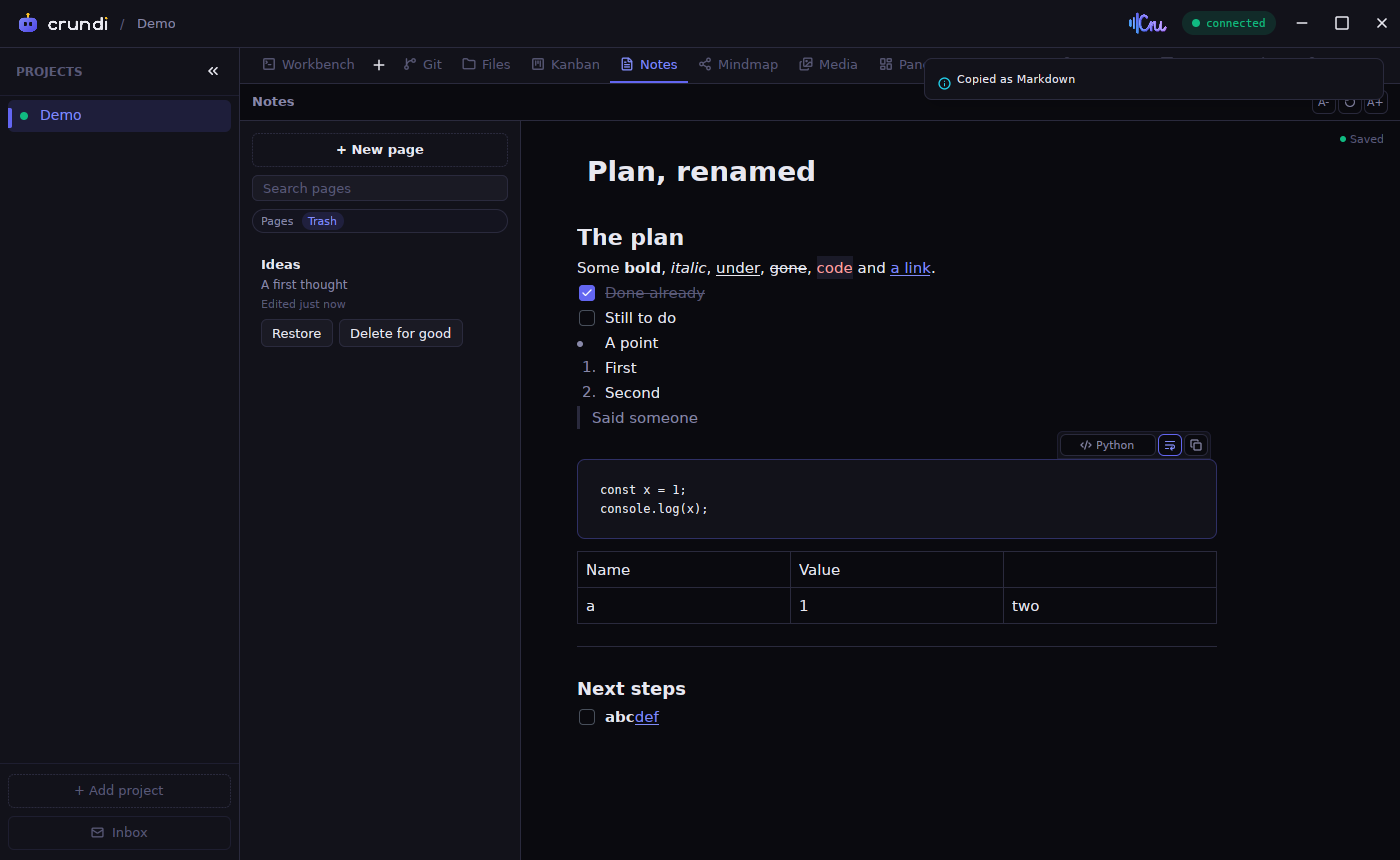 crundi / Demo
Cru
connected
PROJECTS
Demo
+ Add project
Inbox
Workbench + Git Files Kanban Notes Mindmap Media
Copied as Markdown
Notes
A- A+
+ New page
Search pages
Pages Trash
Ideas
A first thought
Edited just now
Restore Delete for good
Saved
Plan, renamed
The plan
Some bold, italic, under, gone, code and a link.
Done already
Still to do
• A point
1. First
2. Second
Said someone
</> Python
const x = 1;
console.log(x);
Name Value
a 1 two
Next steps
abcdef